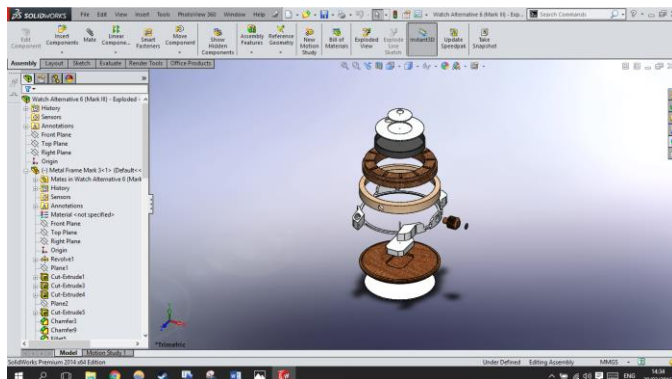 SOLIDWORKS File Edit View Insert Tools PhotoView 360 Window Help Watch Alternative 6 (Mark III) - Exp... Search Commands
Edit Component
Insert Components
Mate
Linear Compone...
Smart Fasteners
Move Component
Show Hidden Components
Assembly Features
Reference Geometry
New Motion Study
Bill of Materials
Exploded View
Explode Line Sketch
Instant3D
Update Speedpak
Take Snapshot
Assembly Layout Sketch Evaluate Render Tools Office Products
Watch Alternative 6 (Mark III) - Exploded -
History
Sensors
Annotations
Front Plane
Top Plane
Right Plane
Origin
(-) Metal Frame Mark 3<1> (Default<<
Mates in Watch Alternative 6 (Mark
History
Sensors
Annotations
Material <not specified>
Front Plane
Top Plane
Right Plane
Origin
Revolve1
Plane1
Cut-Extrude1
Cut-Extrude3
Cut-Extrude4
Plane2
Cut-Extrude5
Chamfer3
Chamfer9
*Trimetric
Model Motion Study 1
SolidWorks Premium 2014 x64 Edition Under Defined Editing Assembly MMGS
ENG 14:34